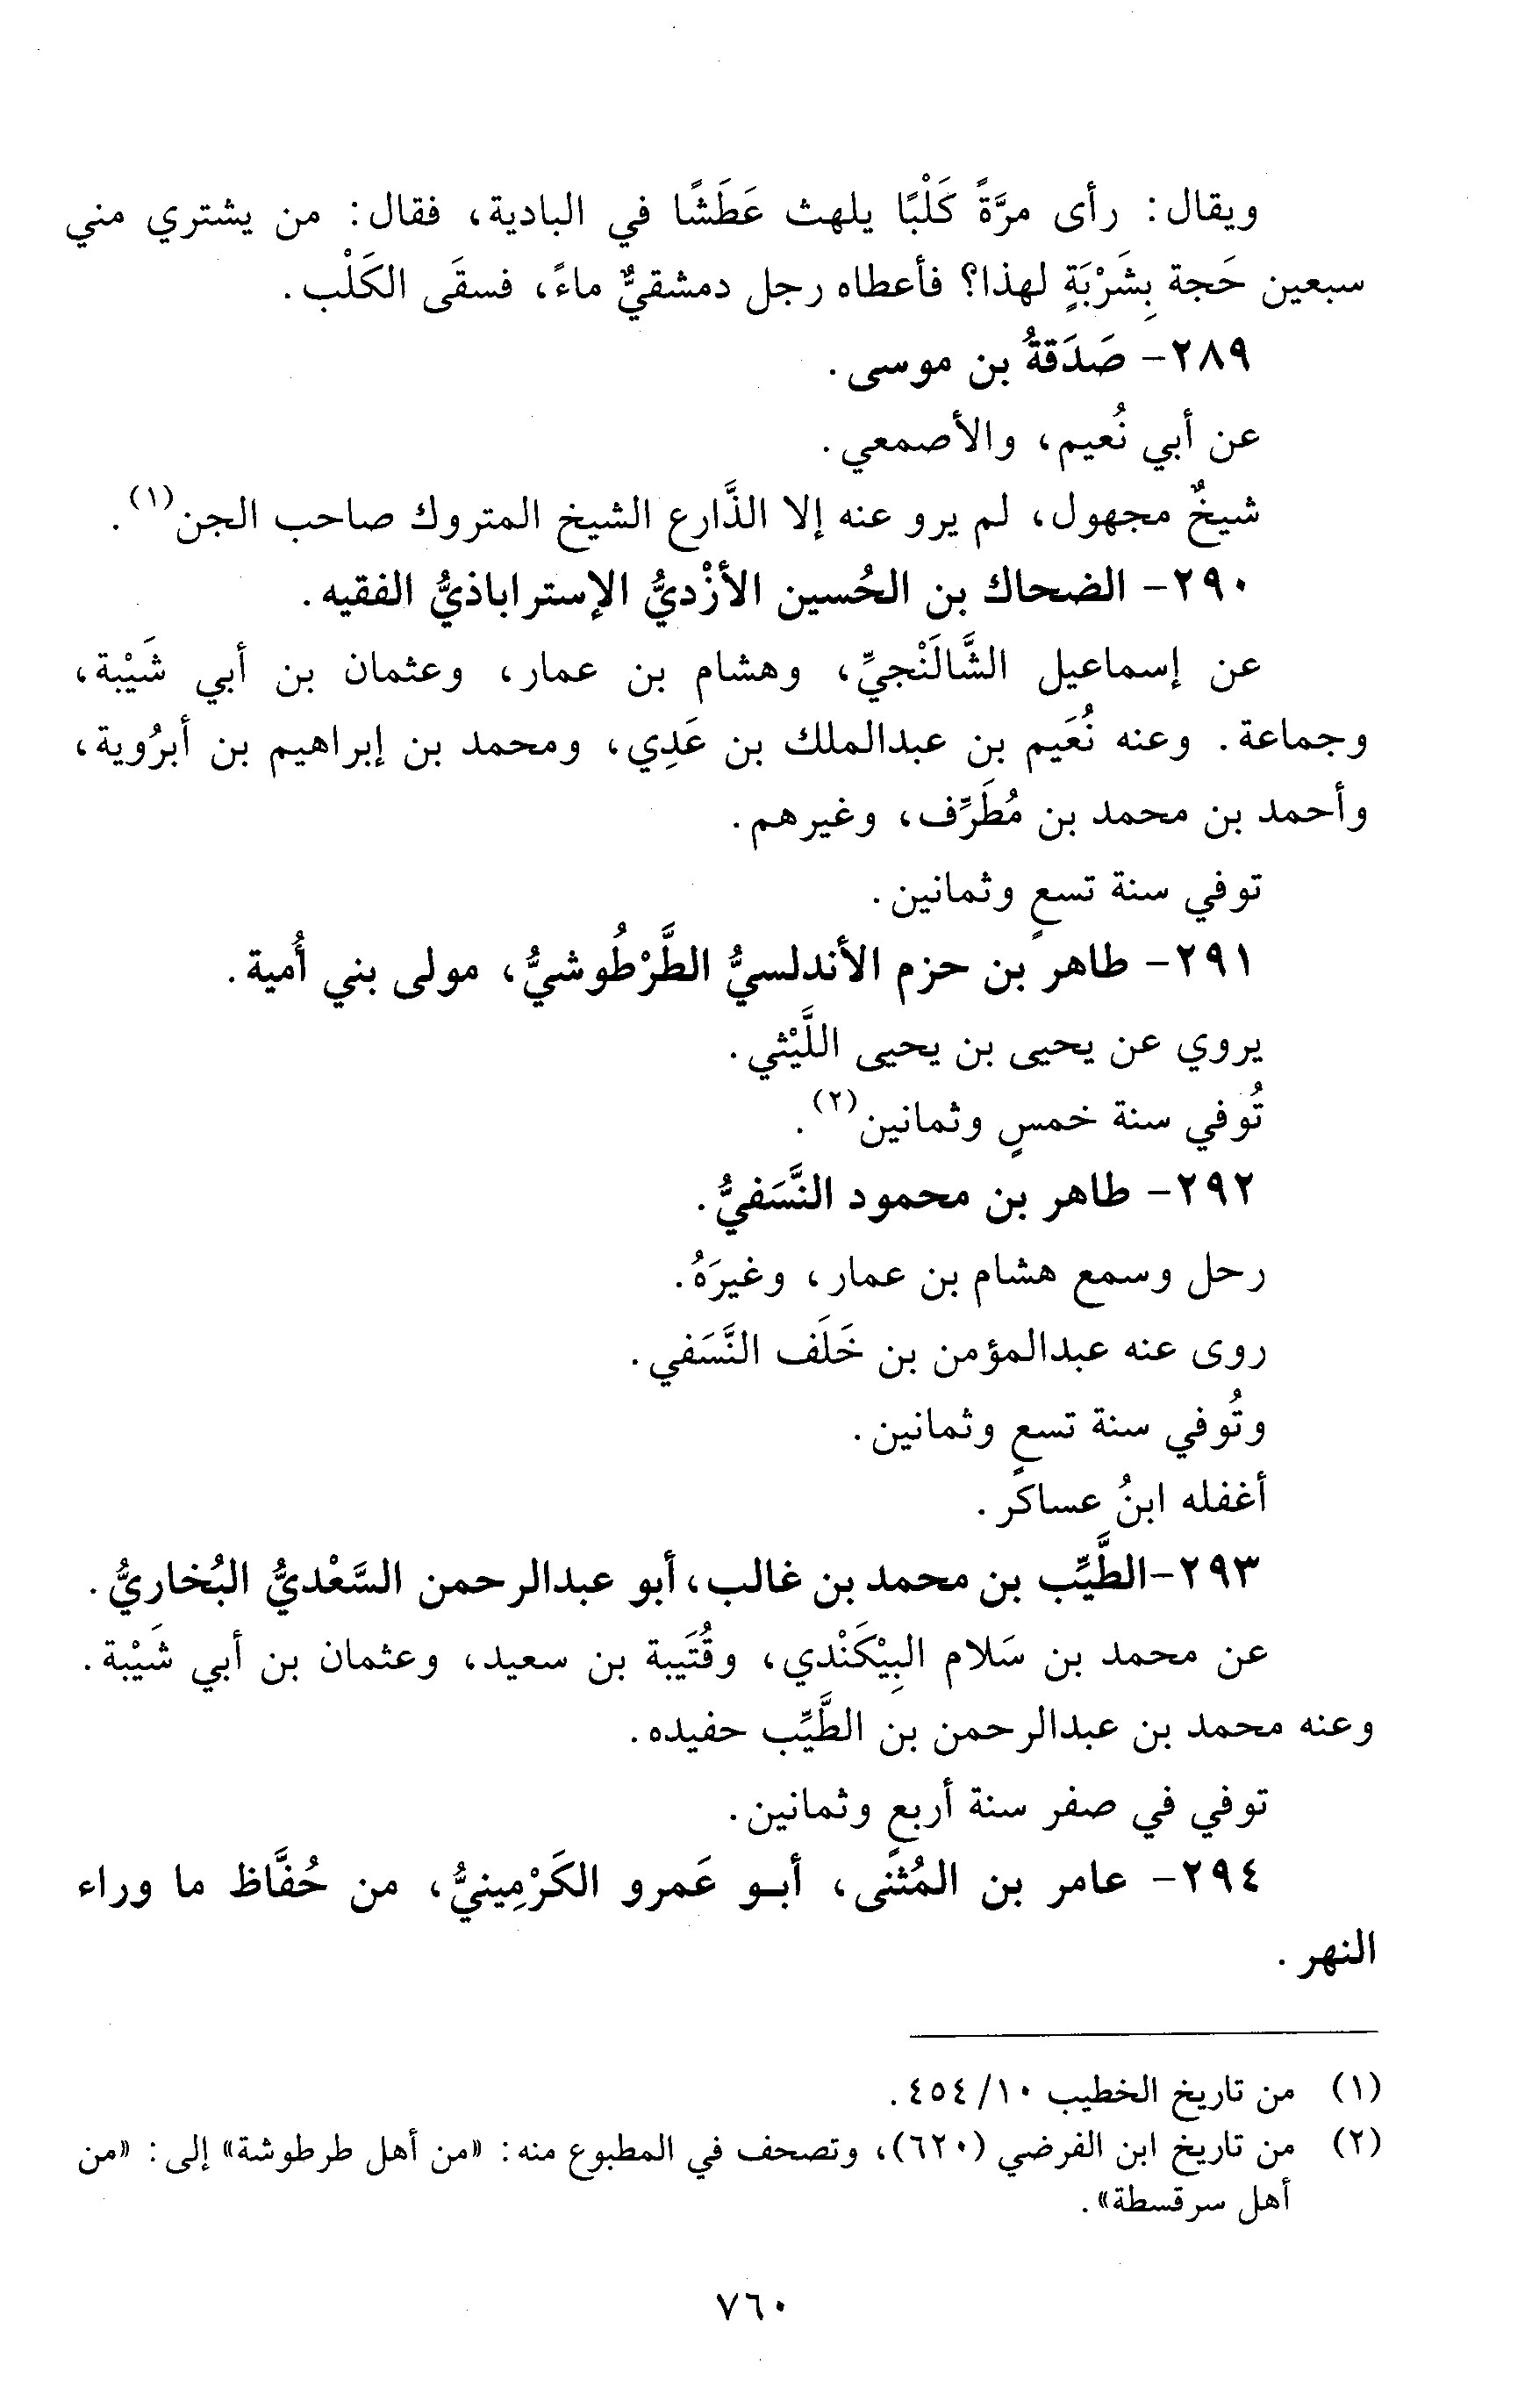 ويقال: رأى مرَّةً كَلْبًا يلهث عَطَشًا في البادية، فقال: من يشتري مني
سبعين حَجة بِشَرْبَةٍ لهذا؟ فأعطاه رجل دمشقيٌّ ماءً، فسقَى الكَلْب.
٢٨٩- صَدَقةُ بن موسى.
عن أبي نُعيم، والأصمعي.
شيخٌ مجهول، لم يرو عنه إلا الذَّارع الشيخ المتروك صاحب الجن(١).
٢٩٠- الضحاك بن الحُسين الأزْديُّ الإستراباذيُّ الفقيه.
عن إسماعيل الشَّالَنْجيِّ، وهشام بن عمار، وعثمان بن أبي شَيْبة،
وجماعة. وعنه نُعَيم بن عبدالملك بن عَدِي، ومحمد بن إبراهيم بن أبرُوية،
وأحمد بن محمد بن مُطَرِّف، وغيرهم.
توفي سنة تسعٍ وثمانين.
٢٩١- طاهر بن حزم الأندلسيُّ الطَّرْطُوشيُّ، مولى بني أُمية.
يروي عن يحيى بن يحيى اللَّيْثي.
تُوفي سنة خمسٍ وثمانين(٢).
٢٩٢- طاهر بن محمود النَّسَفيُّ.
رحل وسمع هشام بن عمار، وغيرَهُ.
روى عنه عبدالمؤمن بن خَلَف النَّسَفي.
وتُوفي سنة تسعٍ وثمانين.
أغفله ابنُ عساكر.
٢٩٣-الطَّيِّب بن محمد بن غالب، أبو عبدالرحمن السَّعْديُّ البُخاريُّ.
عن محمد بن سَلام البِيْكَنْدي، وقُتَيبة بن سعيد، وعثمان بن أبي شَيْبة.
وعنه محمد بن عبدالرحمن بن الطَّيِّب حفيده.
توفي في صفر سنة أربعٍ وثمانين.
٢٩٤- عامر بن المُثنى، أبو عَمرو الكَرْمِينيُّ، من حُفَّاظ ما وراء
النهر.
(١) من تاريخ الخطيب ١٠/ ٤٥٤.
(٢) من تاريخ ابن الفرضي (٦٢٠)، وتصحف في المطبوع منه: «من أهل طرطوشة» إلى: «من
أهل سرقسطة».
٧٦٠